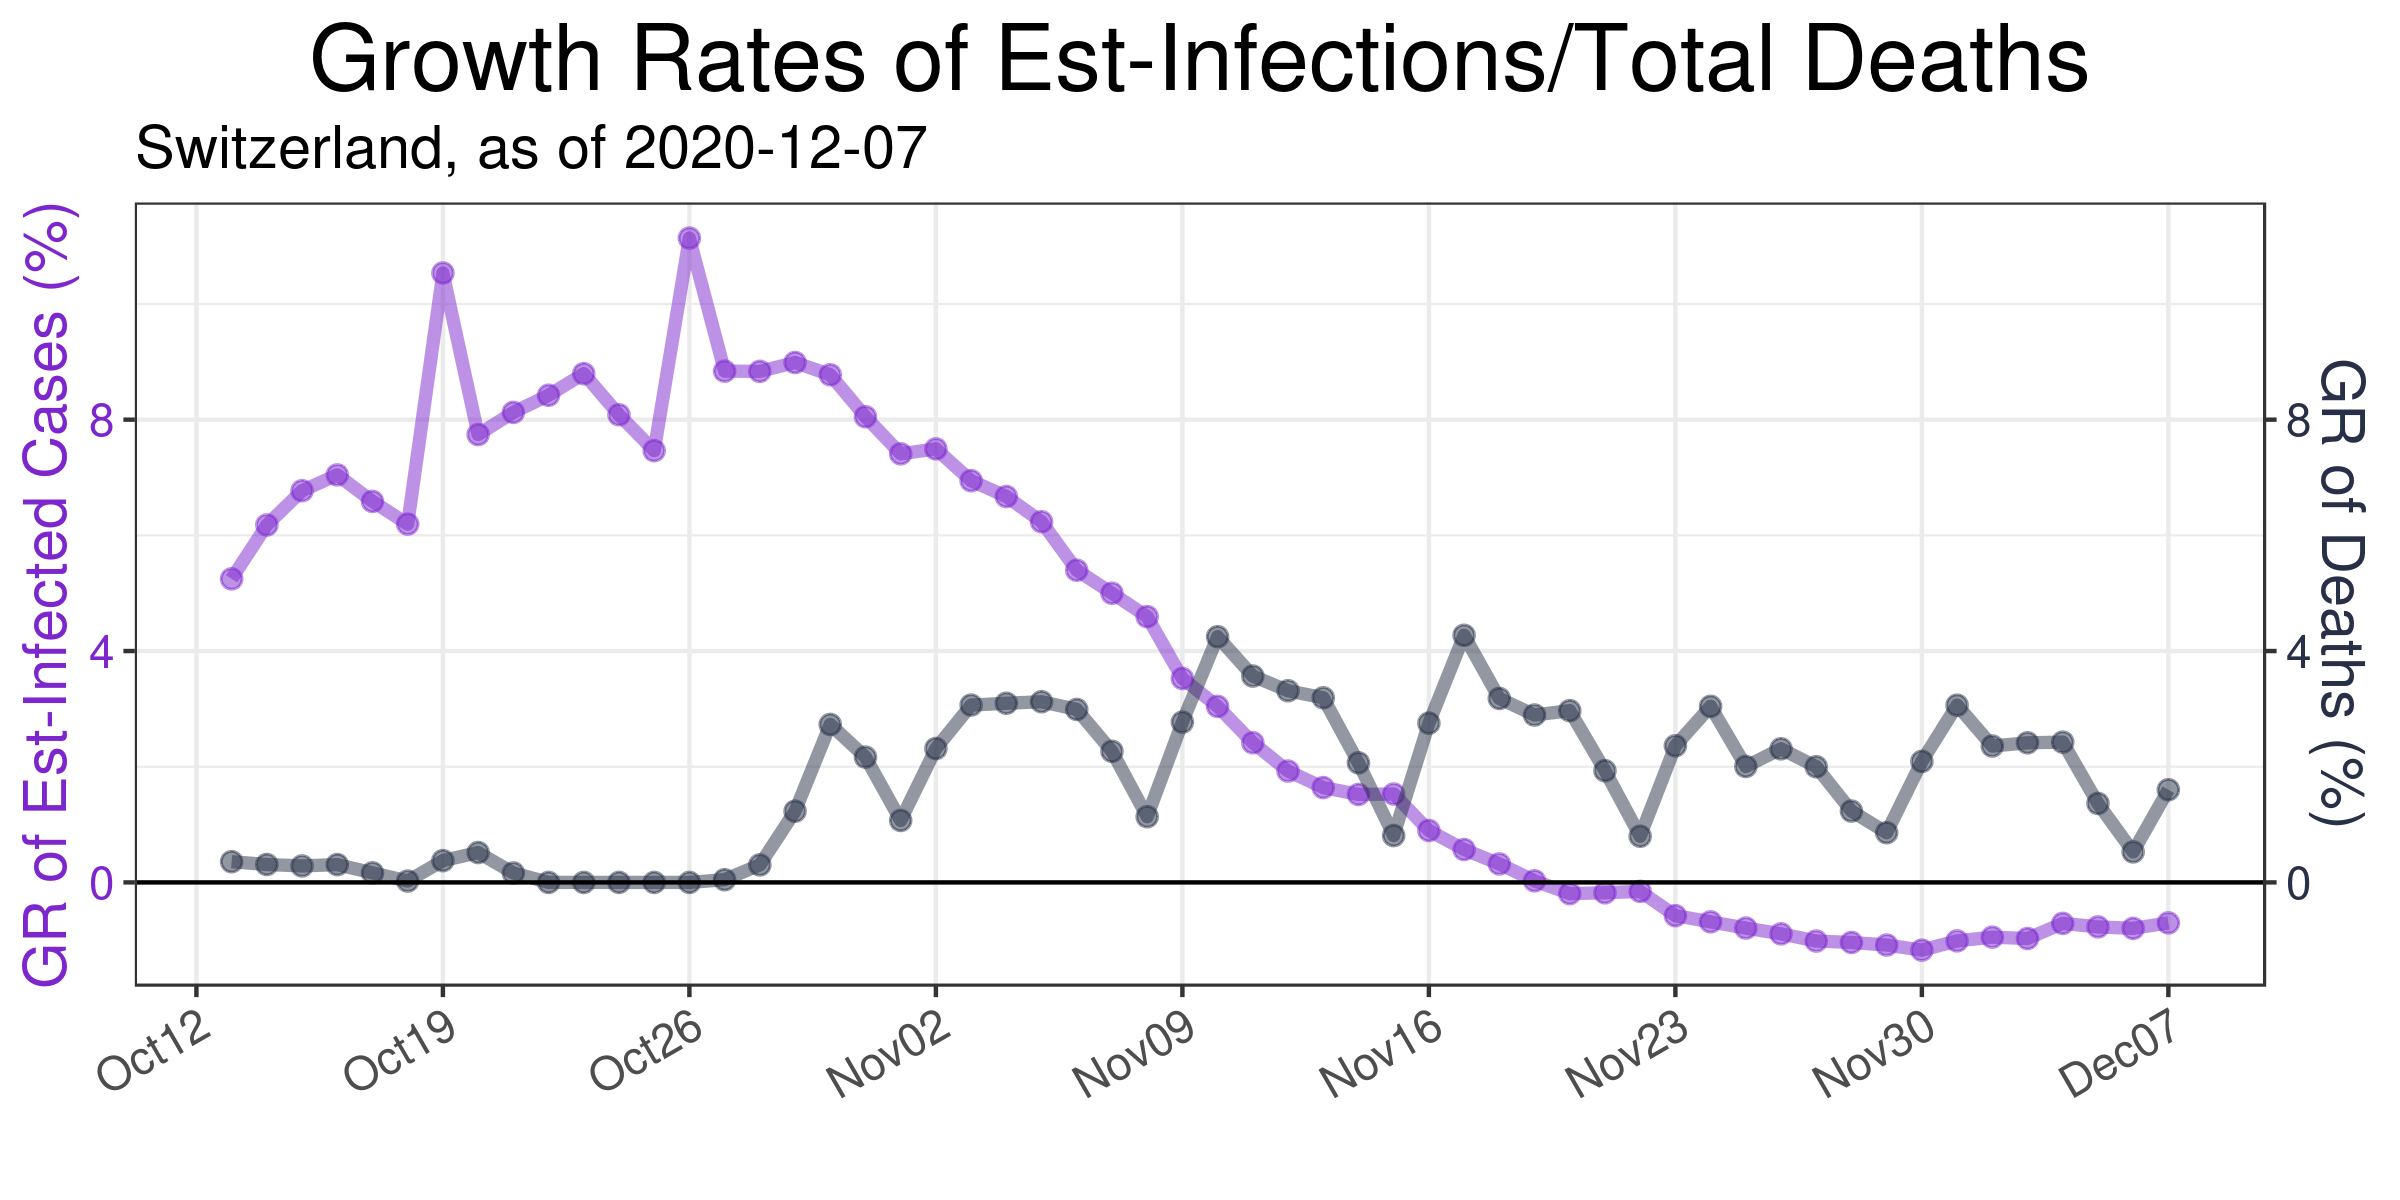 Growth Rates of Est-Infections/Total Deaths
Switzerland, as of 2020-12-07
GR of Est-Infected Cases (%)
8
4
0
8
4
0
GR of Deaths (%)
Oct12
Oct19
Oct26
Nov02
Nov09
Nov16
Nov23
Nov30
Dec07